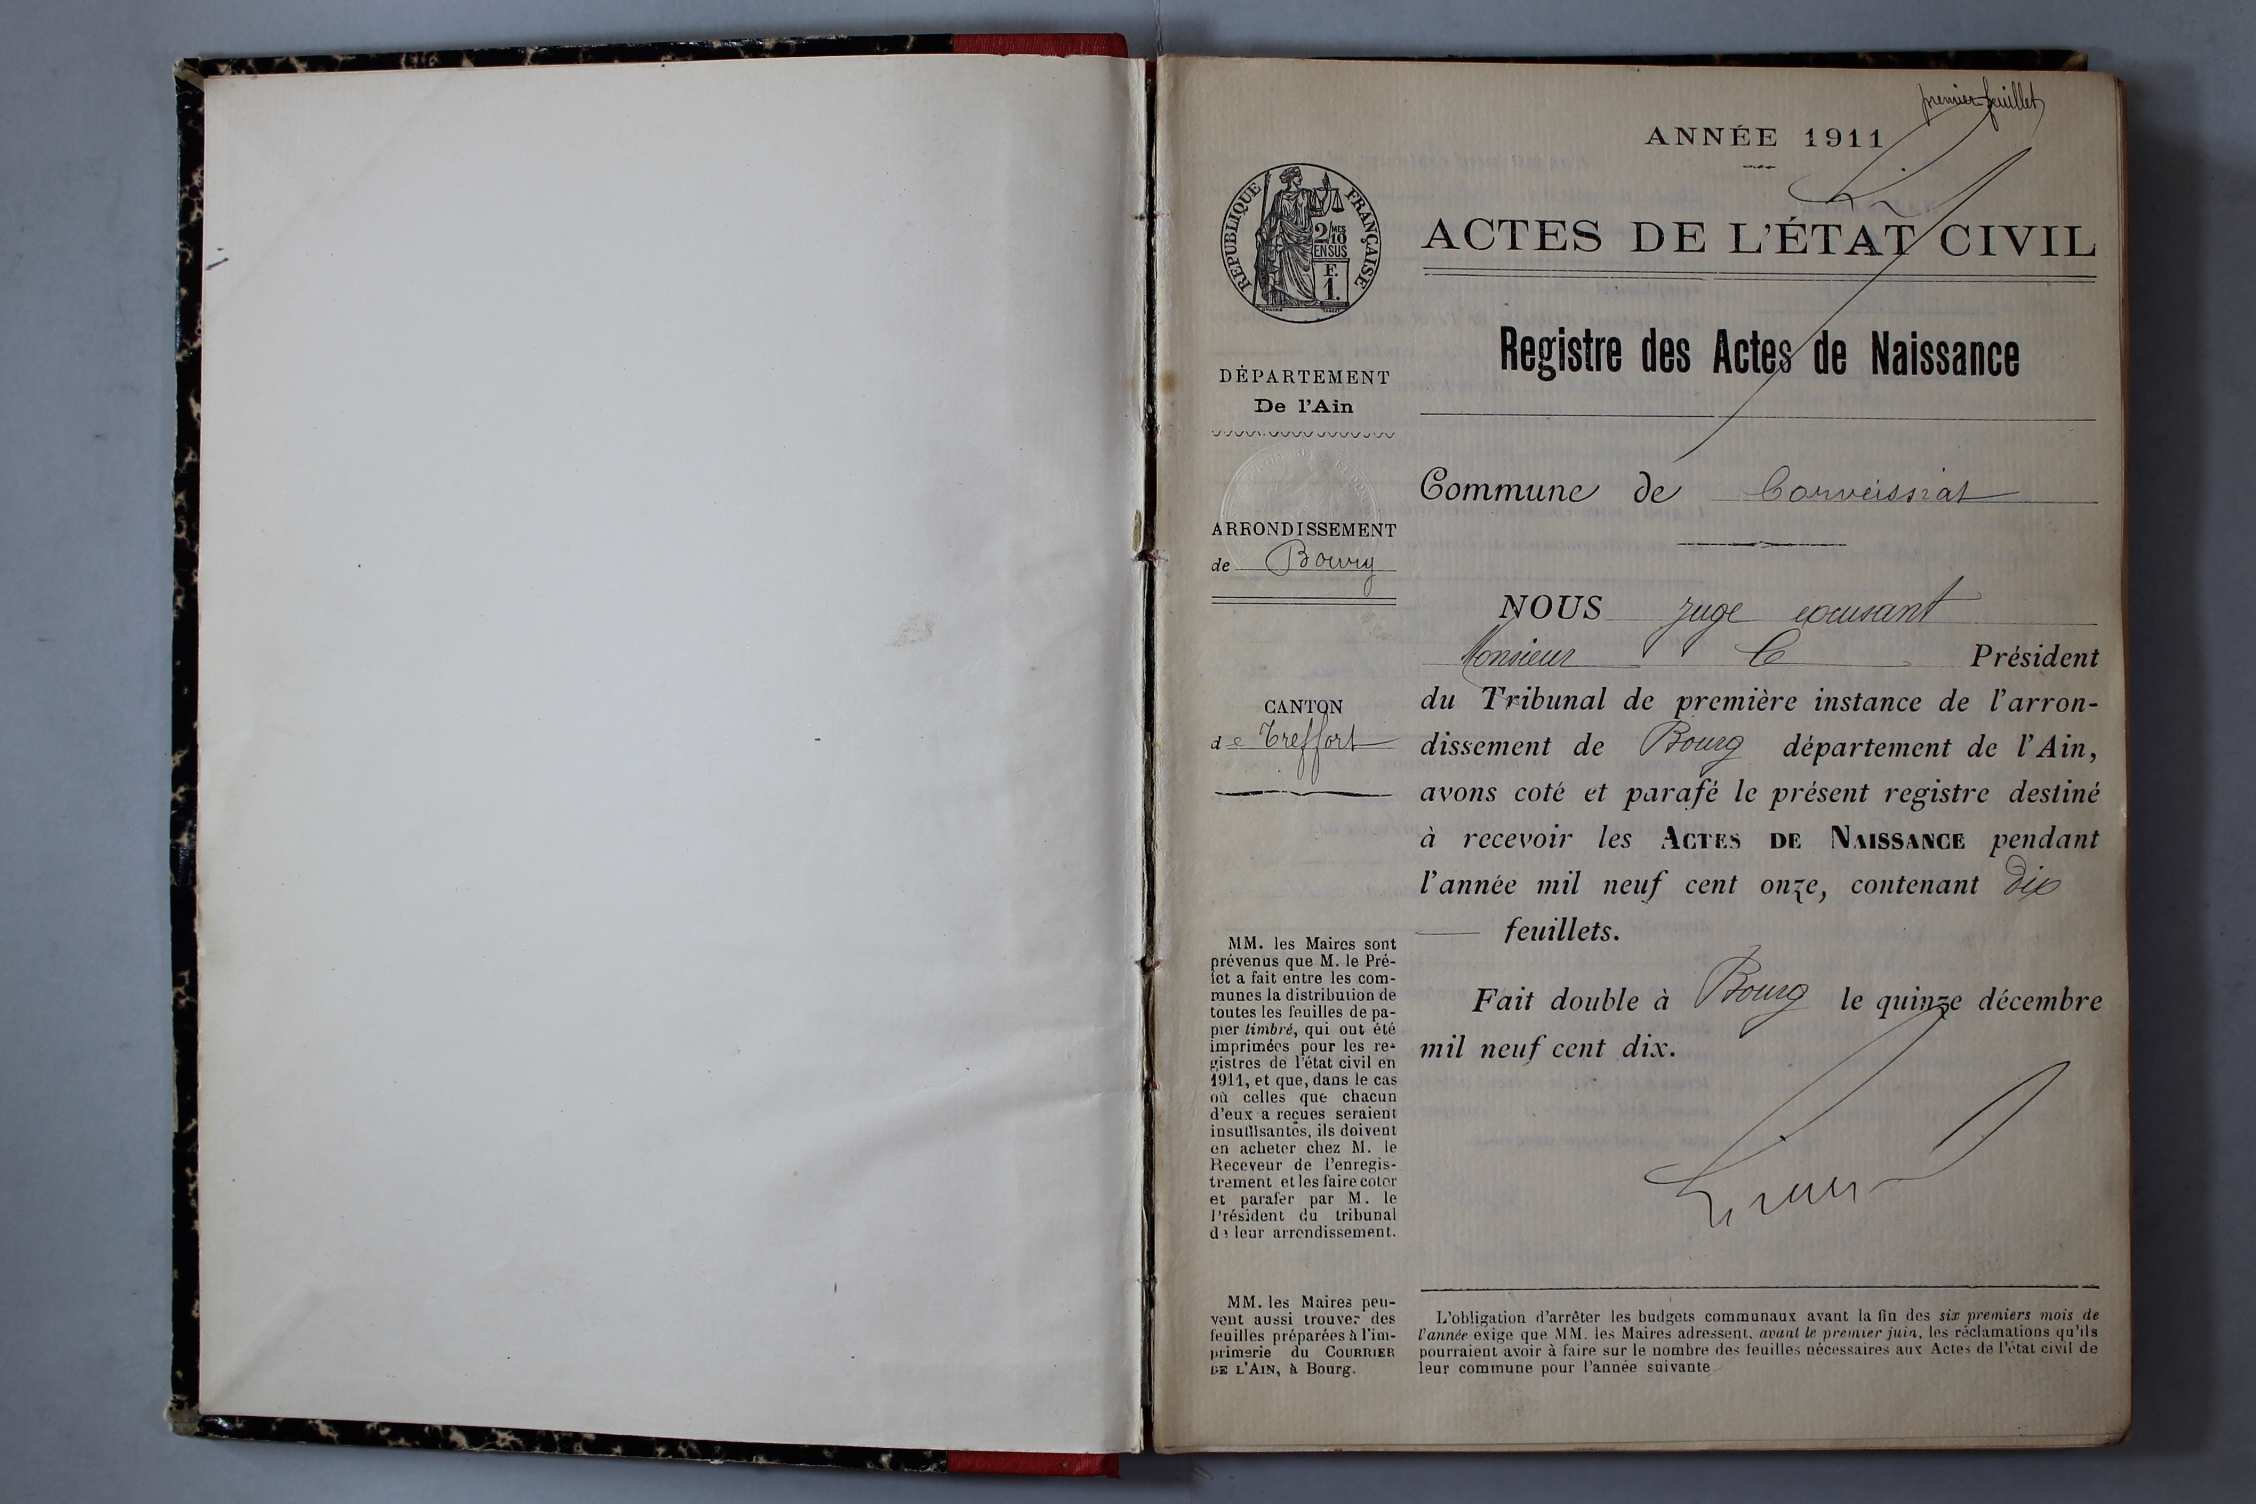 premier feuillet
ANNÉE 1911
RÉPUBLIQUE FRANÇAISE
2/MES
10
EN SUS
F.
1.
ACTES DE L'ÉTAT CIVIL
Registre des Actes de Naissance
DÉPARTEMENT
De l'Ain
ARRONDISSEMENT
de Bourg
CANTON
de Treffort
MM. les Maires sont
prévenus que M. le Pré-
fet a fait entre les com-
munes la distribution de
toutes les feuilles de pa-
pier timbré, qui ont été
imprimées pour les re-
gistres de l'état civil en
1911, et que, dans le cas
où celles que chacun
d'eux a reçues seraient
insuffisantes, ils doivent
en acheter chez M. le
Receveur de l'enregis-
trement et les faire coter
et parafer par M. le
Président du tribunal
de leur arrondissement.
MM. les Maires peu-
vent aussi trouver des
feuilles préparées à l'im-
primerie du COURRIER
DE L'AIN, à Bourg.
Commune de Corveissiat
NOUS juge excusant
Monsieur le Président
du Tribunal de première instance de l'arron-
dissement de Bourg département de l'Ain,
avons coté et parafé le présent registre destiné
à recevoir les ACTES DE NAISSANCE pendant
l'année mil neuf cent onze, contenant dix
feuillets.
Fait double à Bourg le quinze décembre
mil neuf cent dix.
L'obligation d'arrêter les budgets communaux avant la fin des six premiers mois de
l'année exige que MM. les Maires adressent, avant le premier juin, les réclamations qu'ils
pourraient avoir à faire sur le nombre des feuilles nécessaires aux Actes de l'état civil de
leur commune pour l'année suivante